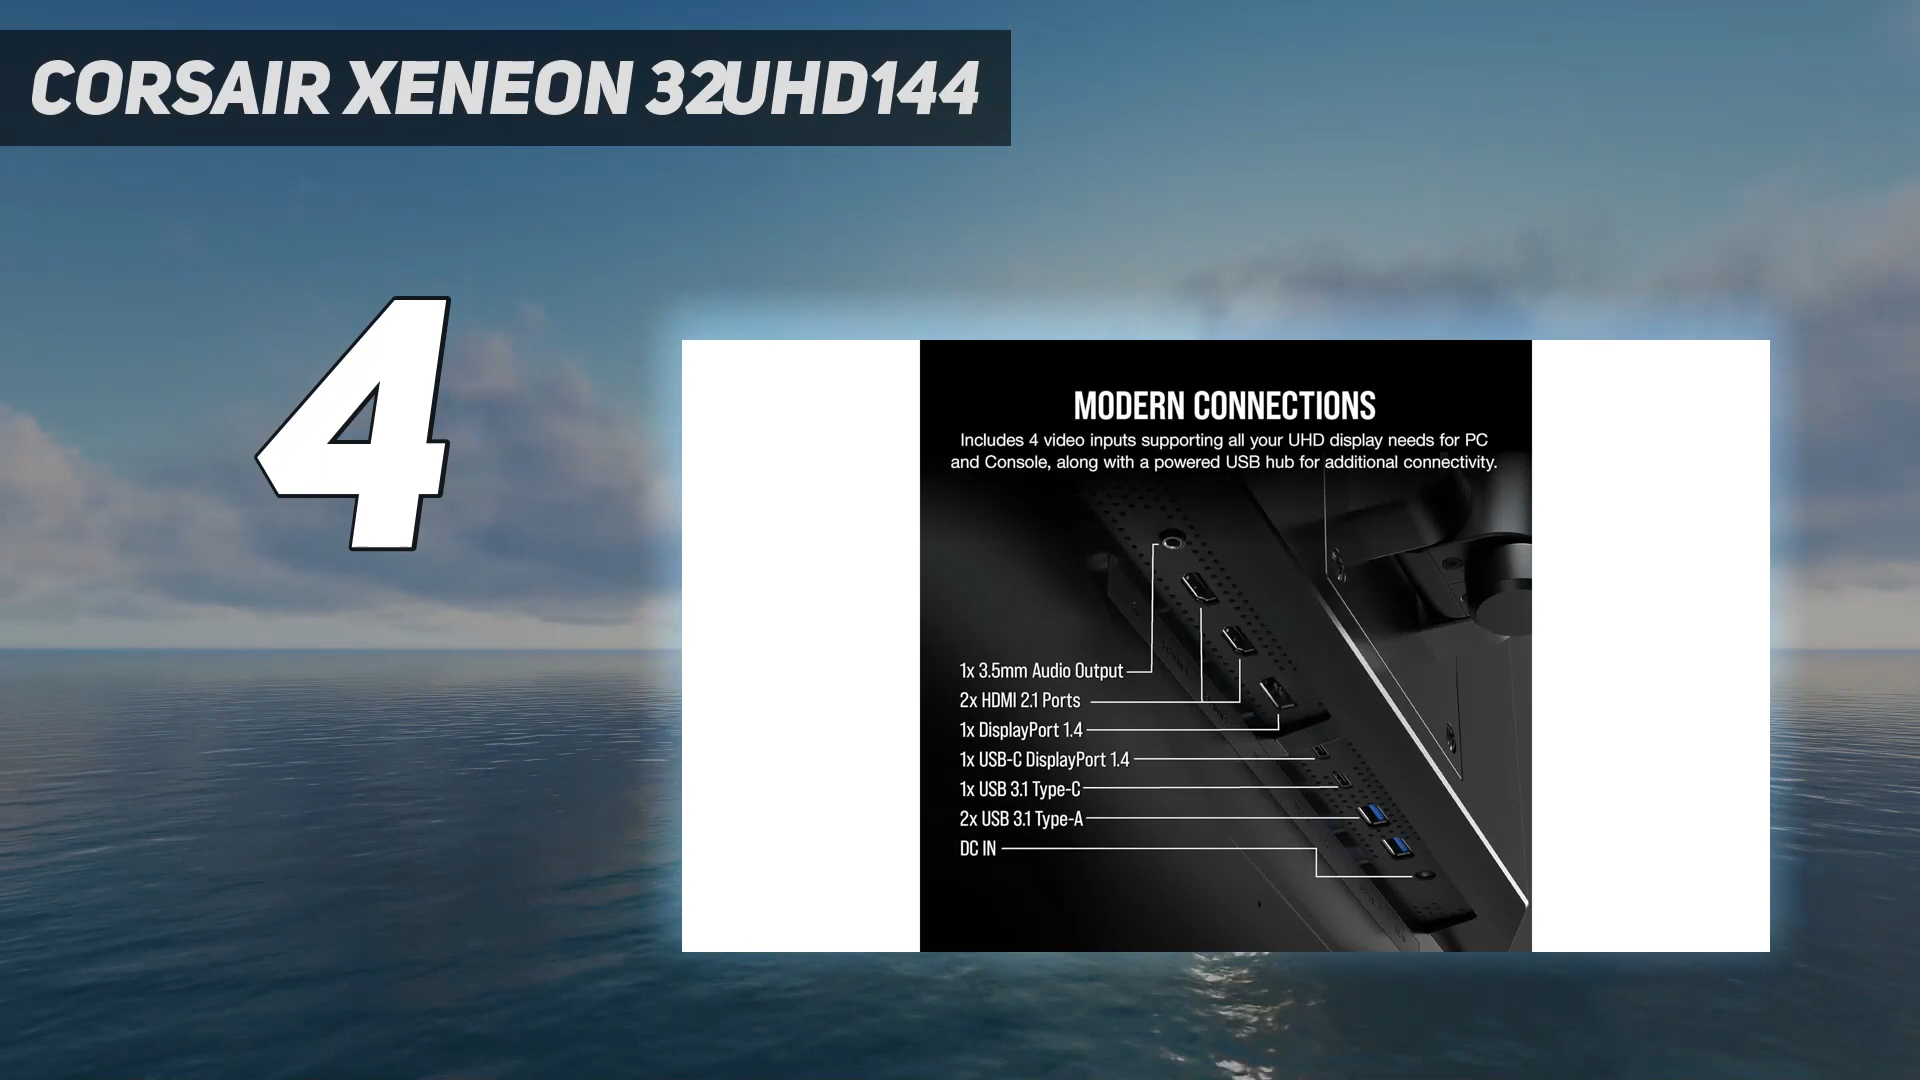 CORSAIR XENEON 32UHD144
4
MODERN CONNECTIONS
Includes 4 video inputs supporting all your UHD display needs for PC
and Console, along with a powered USB hub for additional connectivity.
1x 3.5mm Audio Output
2x HDMI 2.1 Ports
1x DisplayPort 1.4
1x USB-C DisplayPort 1.4
1x USB 3.1 Type-C
2x USB 3.1 Type-A
DC IN